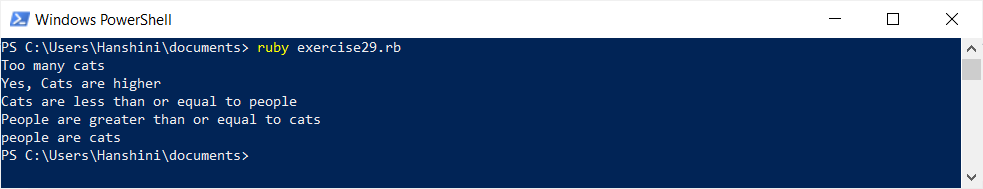 Windows PowerShell
PS C:\Users\Hanshini\documents> ruby exercise29.rb
Too many cats
Yes, Cats are higher
Cats are less than or equal to people
People are greater than or equal to cats
people are cats
PS C:\Users\Hanshini\documents>